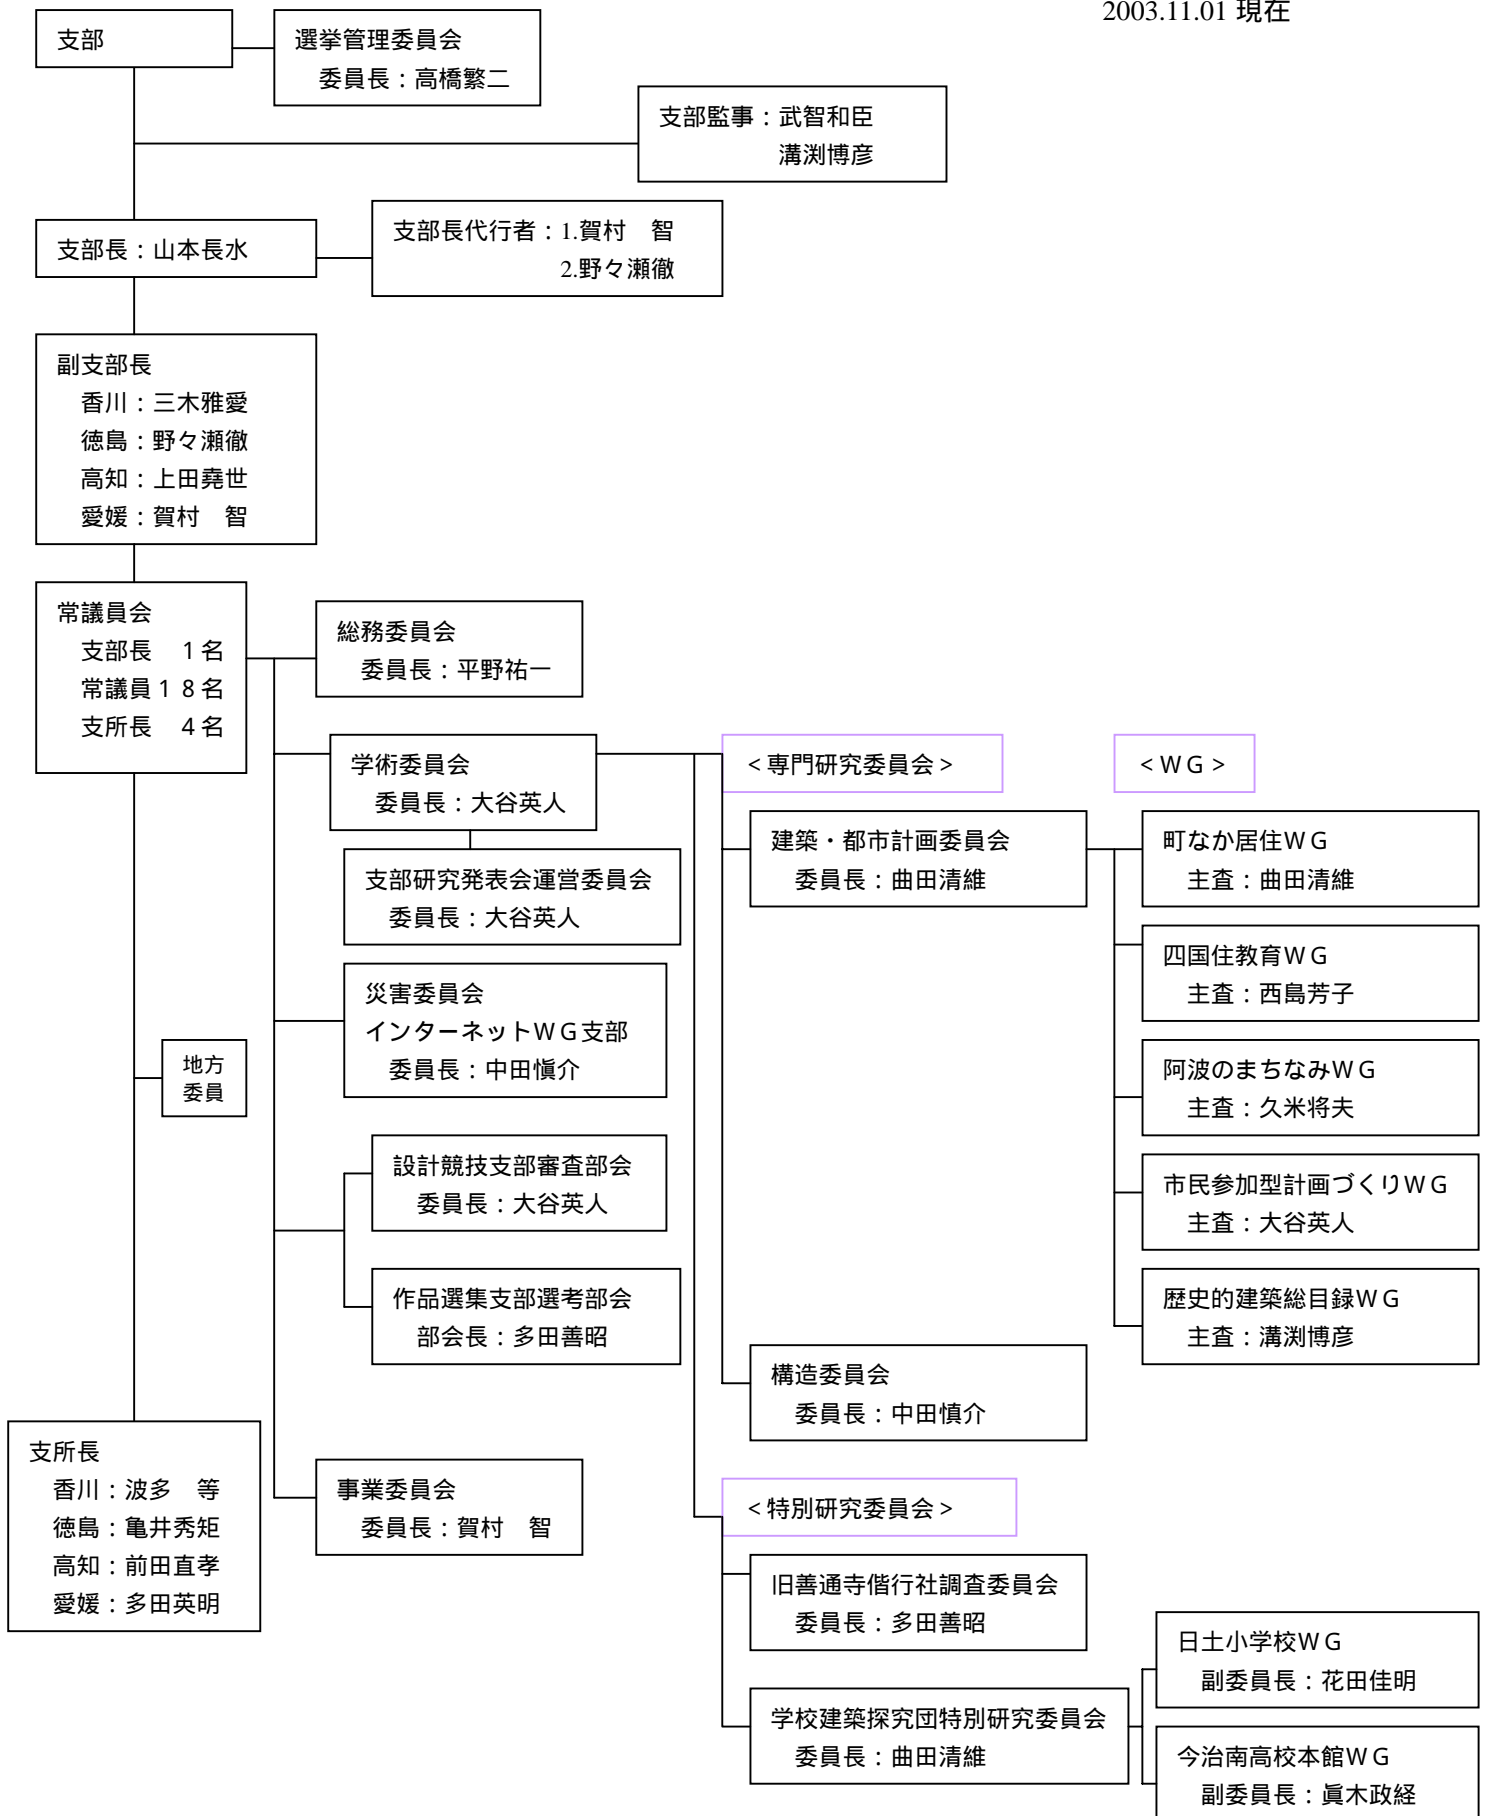 2003.11.01 現在
支部
選挙管理委員会
委員長：高橋繁二
支部監事：武智和臣
溝渕博彦
支部長：山本長水
支部長代行者：1.賀村　智
2.野々瀬徹
副支部長
香川：三木雅愛
徳島：野々瀬徹
高知：上田堯世
愛媛：賀村　智
常議員会
支部長　１名
常議員１８名
支所長　４名
総務委員会
委員長：平野祐一
学術委員会
委員長：大谷英人
支部研究発表会運営委員会
委員長：大谷英人
災害委員会
インターネットＷＧ支部
委員長：中田愼介
設計競技支部審査部会
委員長：大谷英人
作品選集支部選考部会
部会長：多田善昭
事業委員会
委員長：賀村　智
地方
委員
支所長
香川：波多　等
徳島：亀井秀矩
高知：前田直孝
愛媛：多田英明
＜専門研究委員会＞
建築・都市計画委員会
委員長：曲田清維
構造委員会
委員長：中田慎介
＜ＷＧ＞
町なか居住ＷＧ
主査：曲田清維
四国住教育ＷＧ
主査：西島芳子
阿波のまちなみＷＧ
主査：久米将夫
市民参加型計画づくりＷＧ
主査：大谷英人
歴史的建築総目録ＷＧ
主査：溝渕博彦
＜特別研究委員会＞
旧善通寺偕行社調査委員会
委員長：多田善昭
学校建築探究団特別研究委員会
委員長：曲田清維
日土小学校ＷＧ
副委員長：花田佳明
今治南高校本館ＷＧ
副委員長：眞木政経